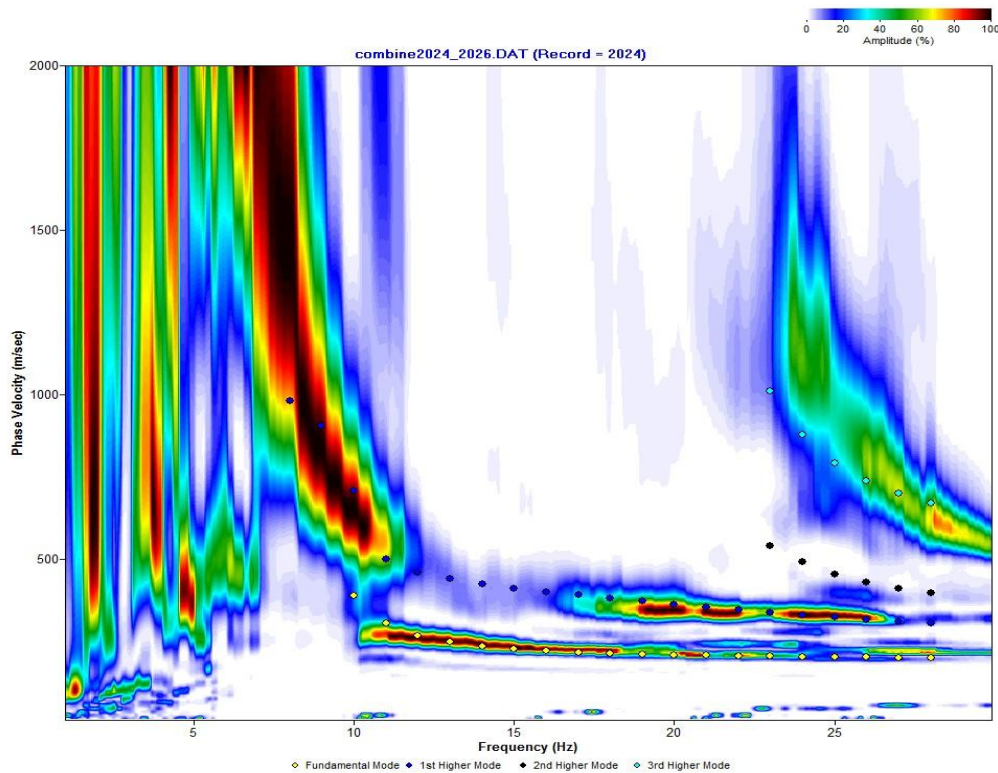 0 20 40 60 80 100
Amplitude (%)
combine2024_2026.DAT (Record = 2024)
2000
1500
1000
500
Phase Velocity (m/sec)
5 10 15 20 25
Frequency (Hz)
Fundamental Mode 1st Higher Mode 2nd Higher Mode 3rd Higher Mode